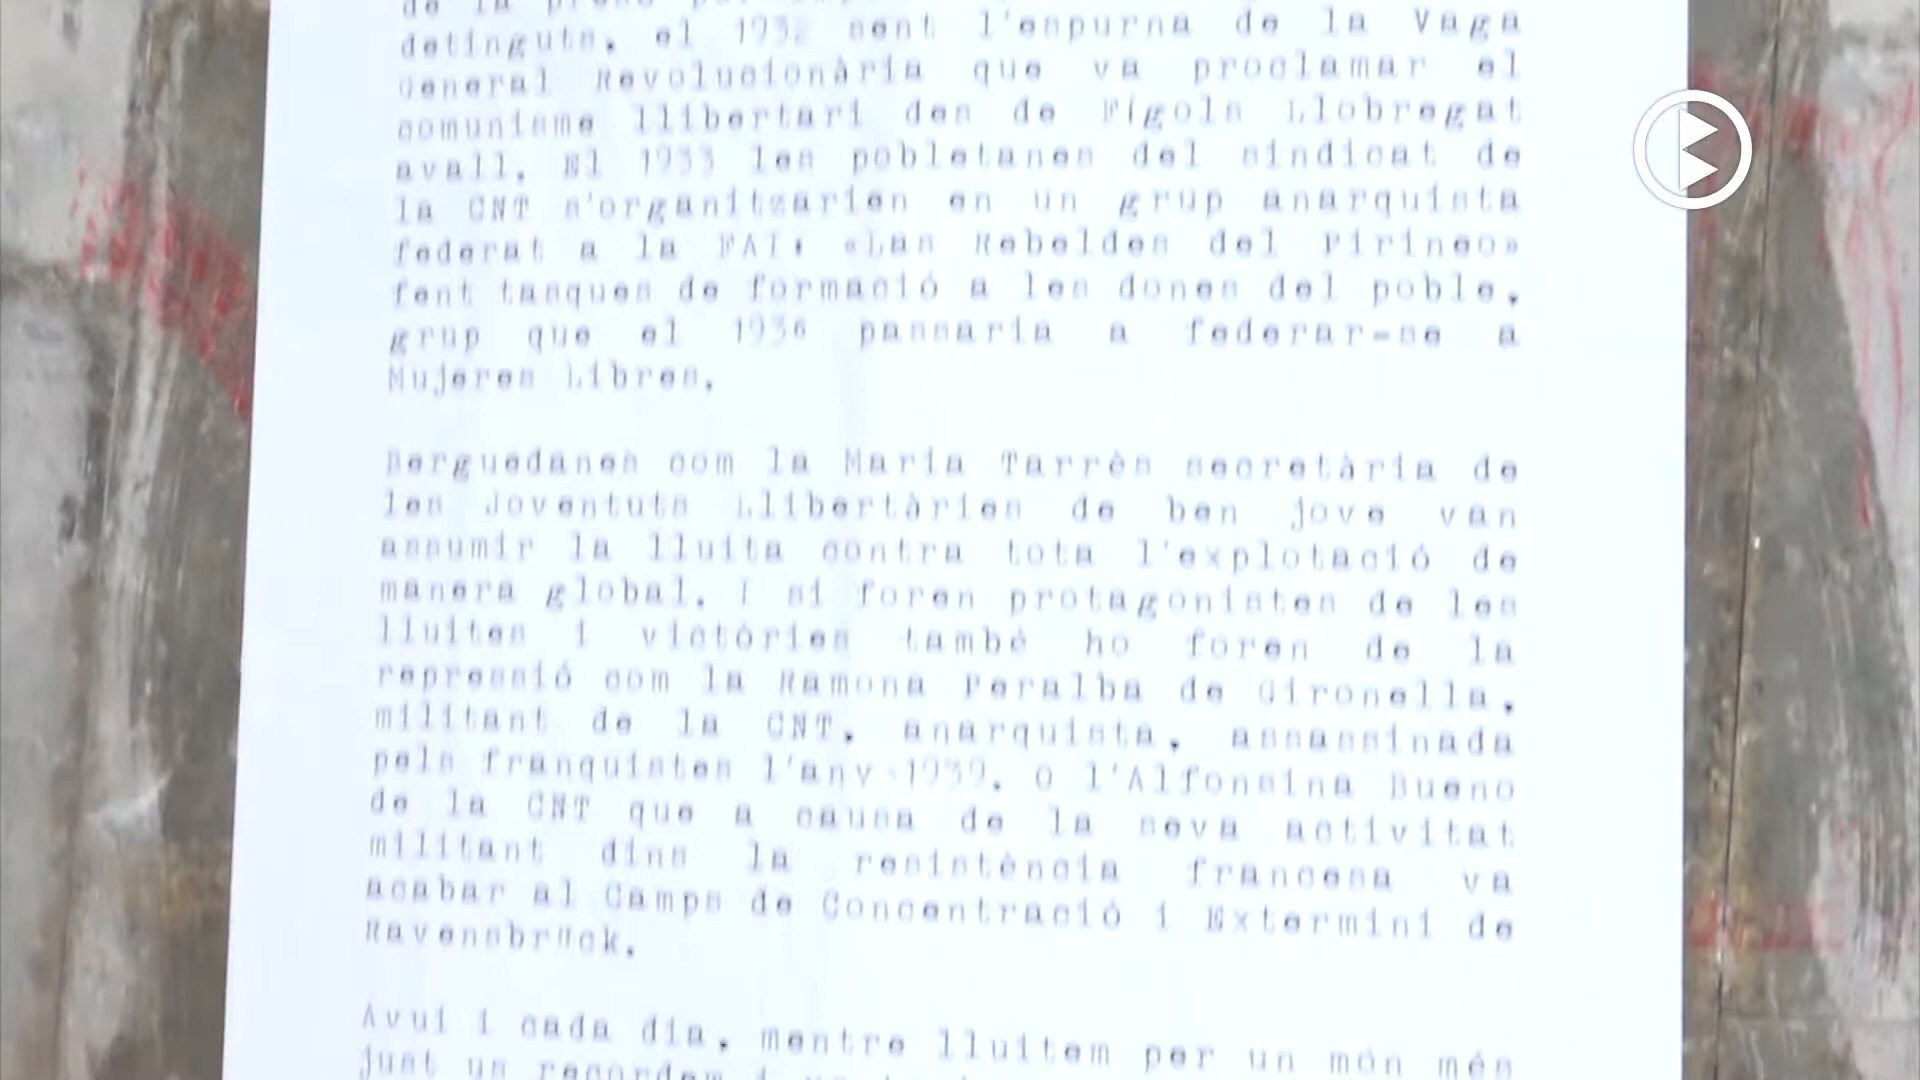 de la
detinguts, el 1932 sent l'espurna de la Vaga
General Revolucionària que va proclamar el
comunisme llibertari des de Fígols Llobregat
avall. El 1933 les pobletanes del sindicat de
la CNT s'organitzarien en un grup anarquista
federat a la FAI: «Las Rebeldes del Pirineo»
fent tasques de formació a les dones del poble,
grup que el 1936 passaria a federar-se a
Mujeres Libres.
Berguedanes com la Maria Tarrès secretària de
les Joventuts Llibertàries de ben jove van
assumir la lluita contra tota l'explotació de
manera global. I si foren protagonistes de les
lluites i victòries també ho foren de la
repressió com la Ramona Peralba de Gironella,
militant de la CNT, anarquista, assassinada
pels franquistes l'any 1939. O l'Alfonsina Bueno
de la CNT que a causa de la seva activitat
militant dins la resistència francesa va
acabar al Camps de Concentració i Extermini de
Ravensbrück.
Avui i cada dia, mentre lluitem per un món més
just us recordem i